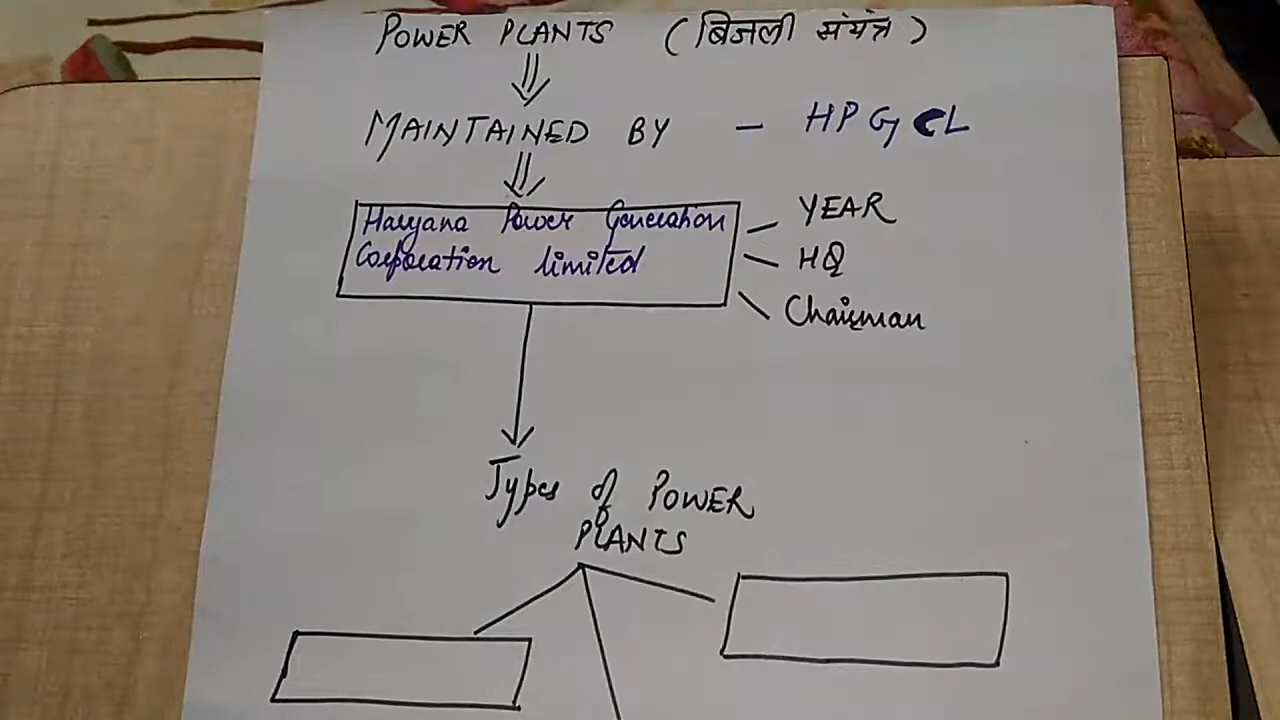 POWER PLANTS (बिजली संयंत्र)
MAINTAINED BY - HPGCL
Haryana Power Generation
Corporation limited
YEAR
HQ
Chairman
Types of POWER
PLANTS